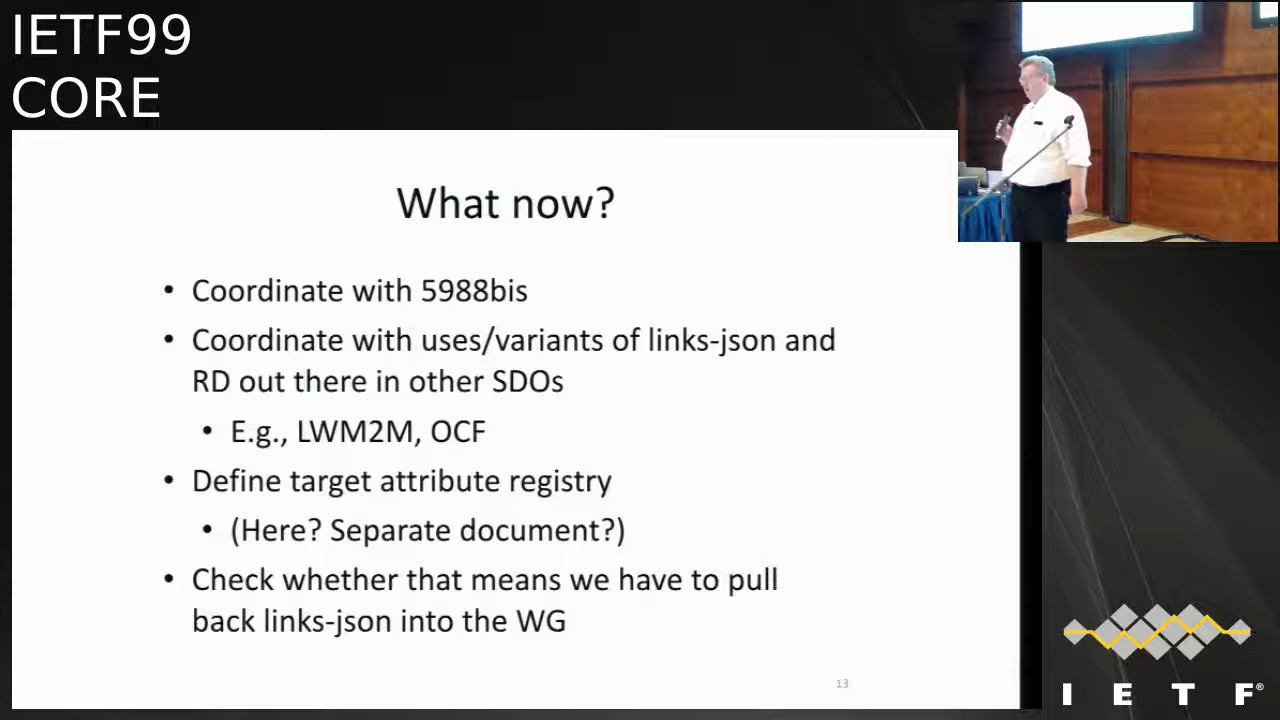 IETF99
CORE
What now?
• Coordinate with 5988bis
• Coordinate with uses/variants of links-json and
RD out there in other SDOs
• E.g., LWM2M, OCF
• Define target attribute registry
• (Here? Separate document?)
• Check whether that means we have to pull
back links-json into the WG
13
I E T F®